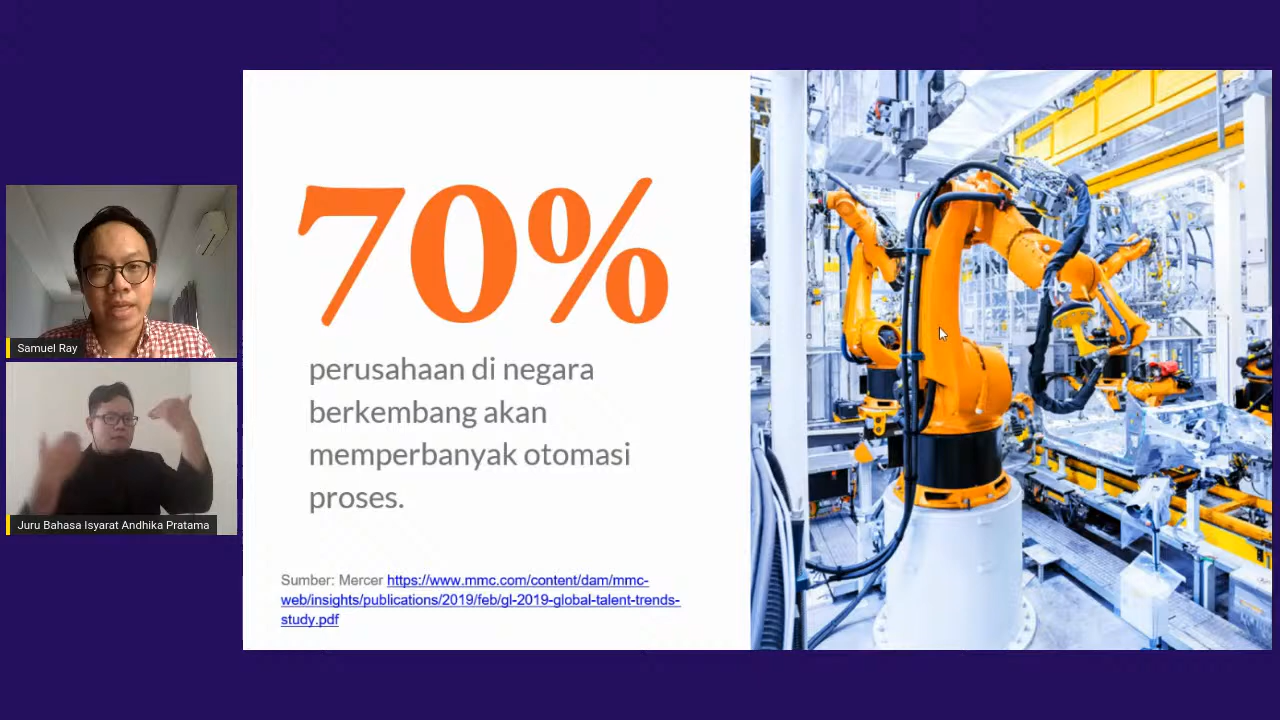 70%
perusahaan di negara
berkembang akan
memperbanyak otomasi
proses.
Sumber: Mercer https://www.mmc.com/content/dam/mmc-
web/insights/publications/2019/feb/gl-2019-global-talent-trends-
study.pdf
Samuel Ray
Juru Bahasa Isyarat Andhika Pratama